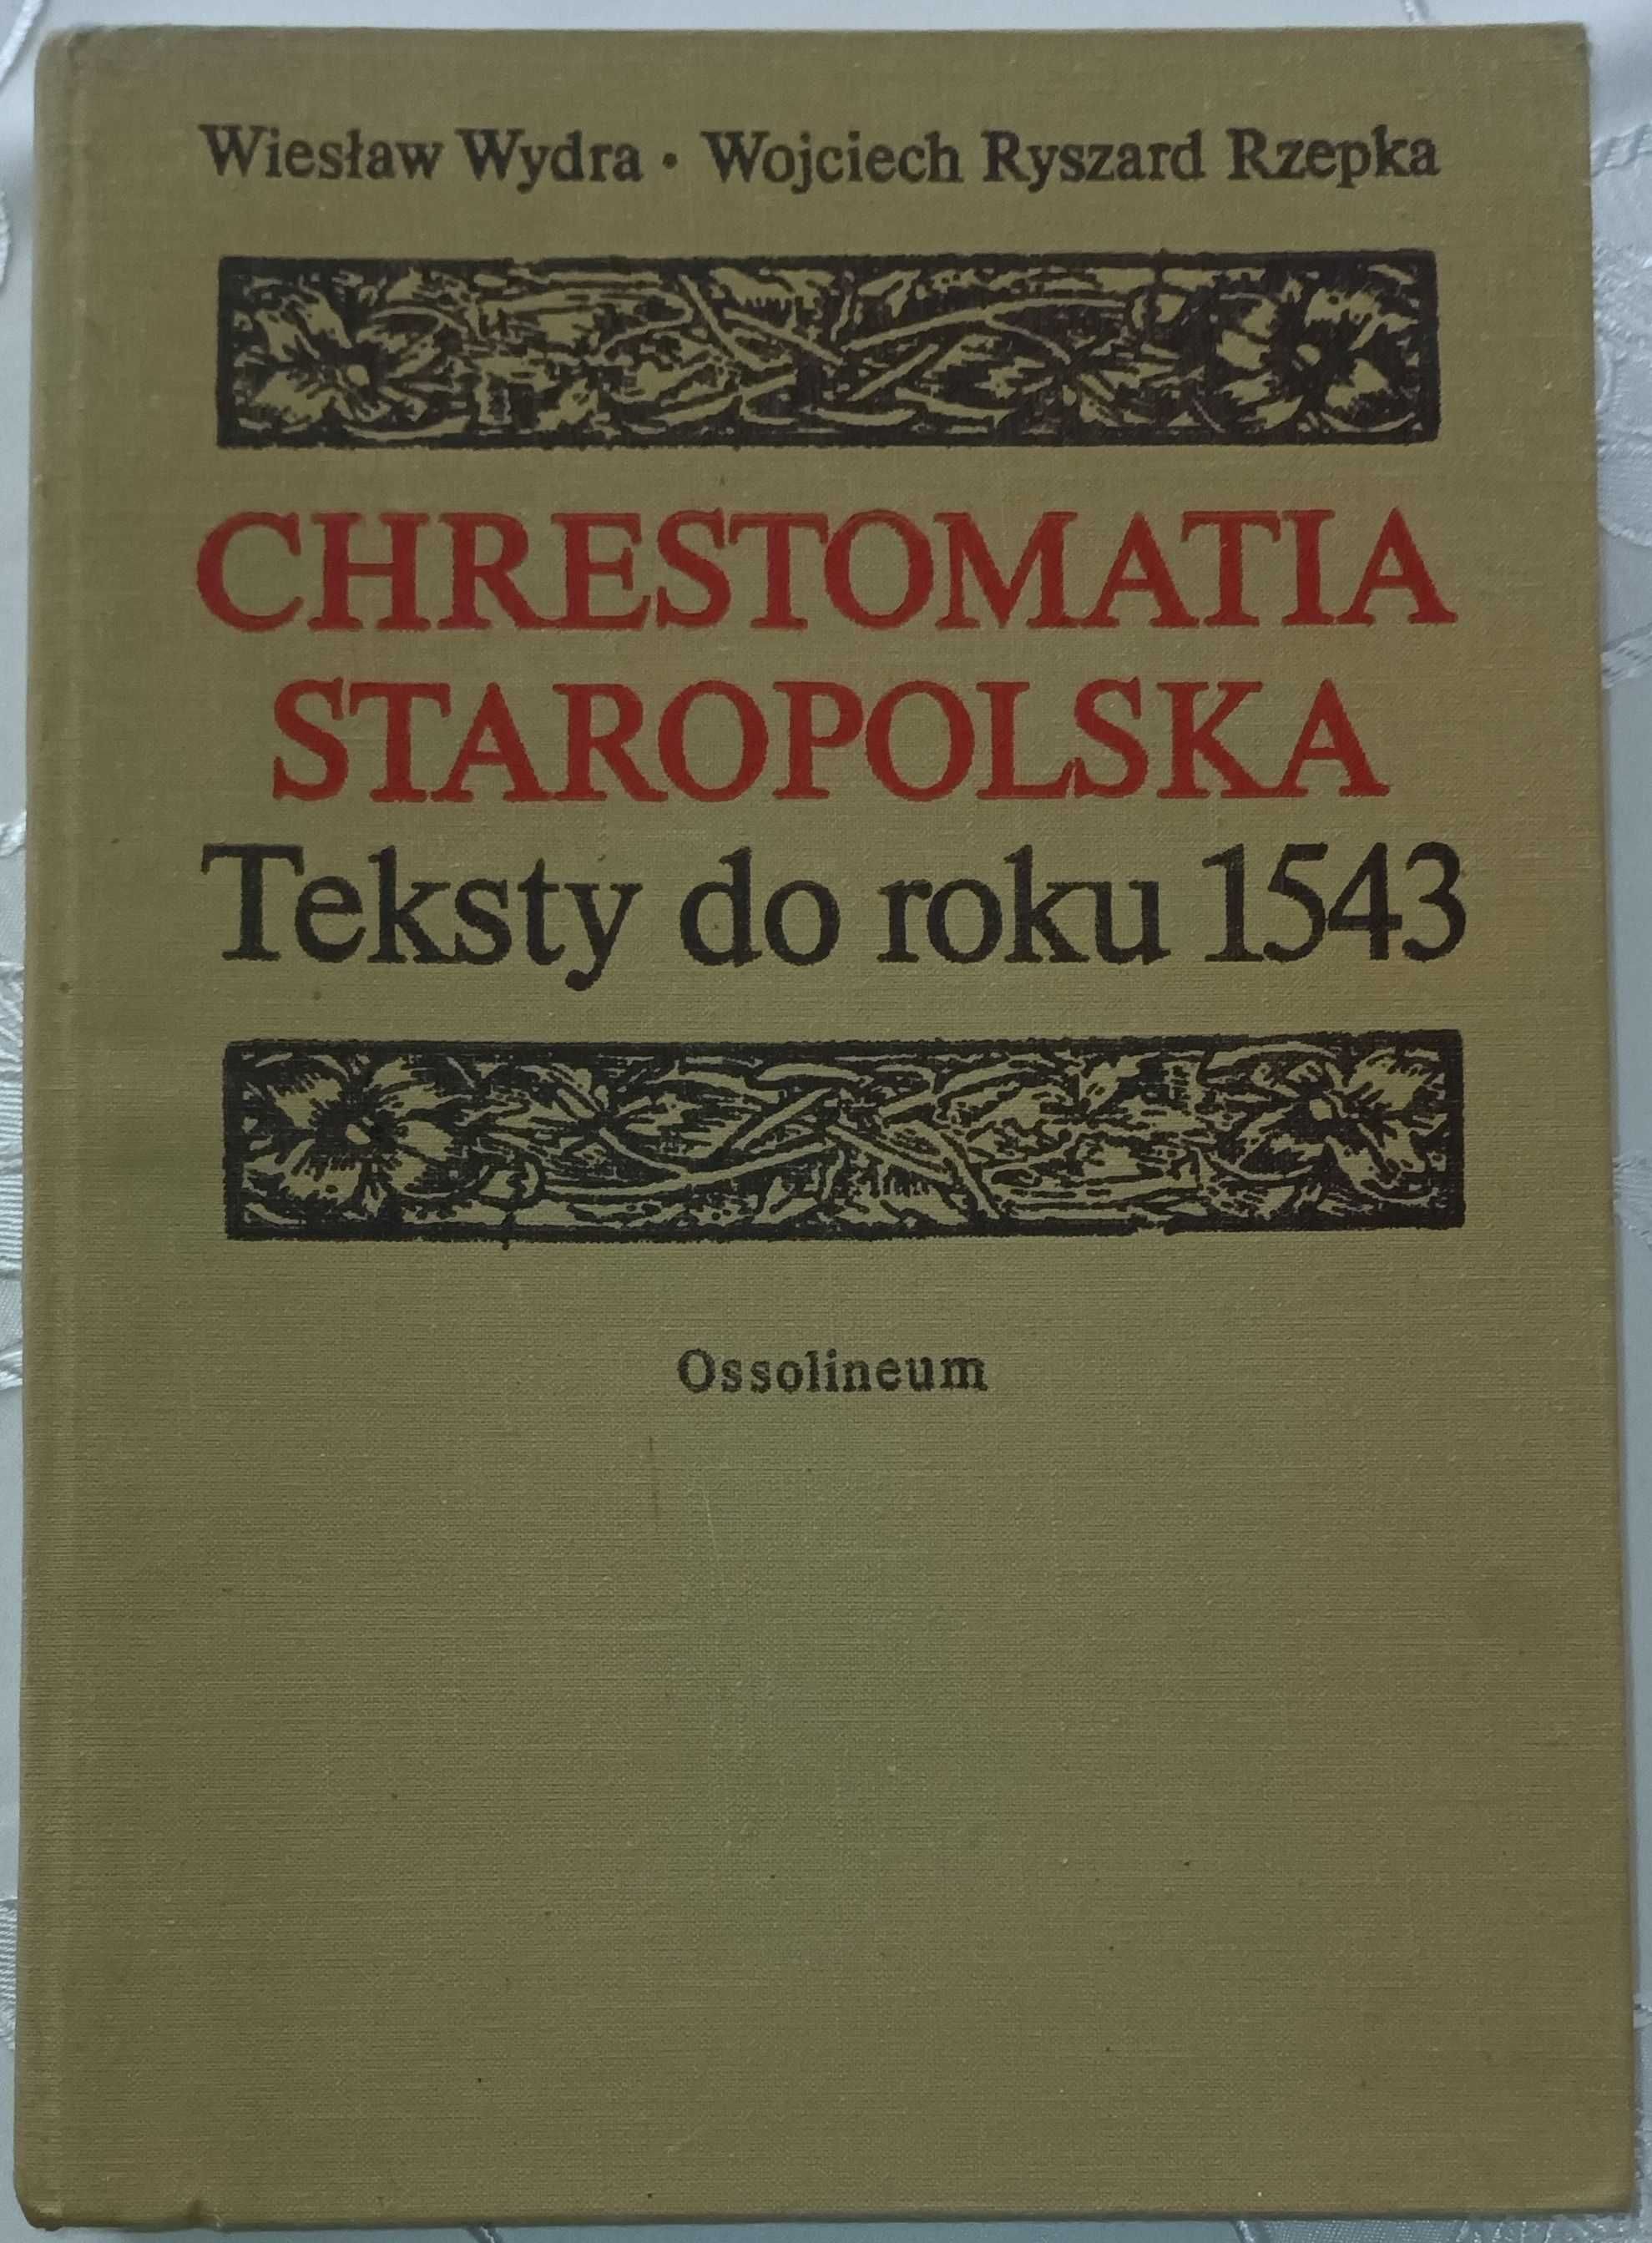 Wiesław Wydra • Wojciech Ryszard Rzepka
CHRESTOMATIA
STAROPOLSKA
Teksty do roku 1543
Ossolineum